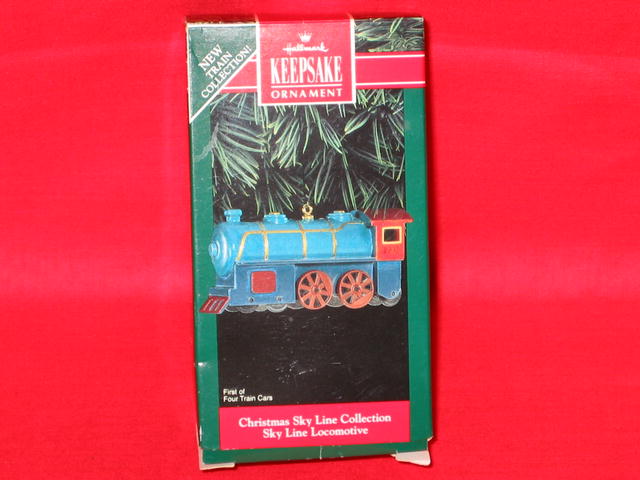 NEW
TRAIN
COLLECTION!
Hallmark
KEEPSAKE
ORNAMENT
First of
Four Train Cars
Christmas Sky Line Collection
Sky Line Locomotive